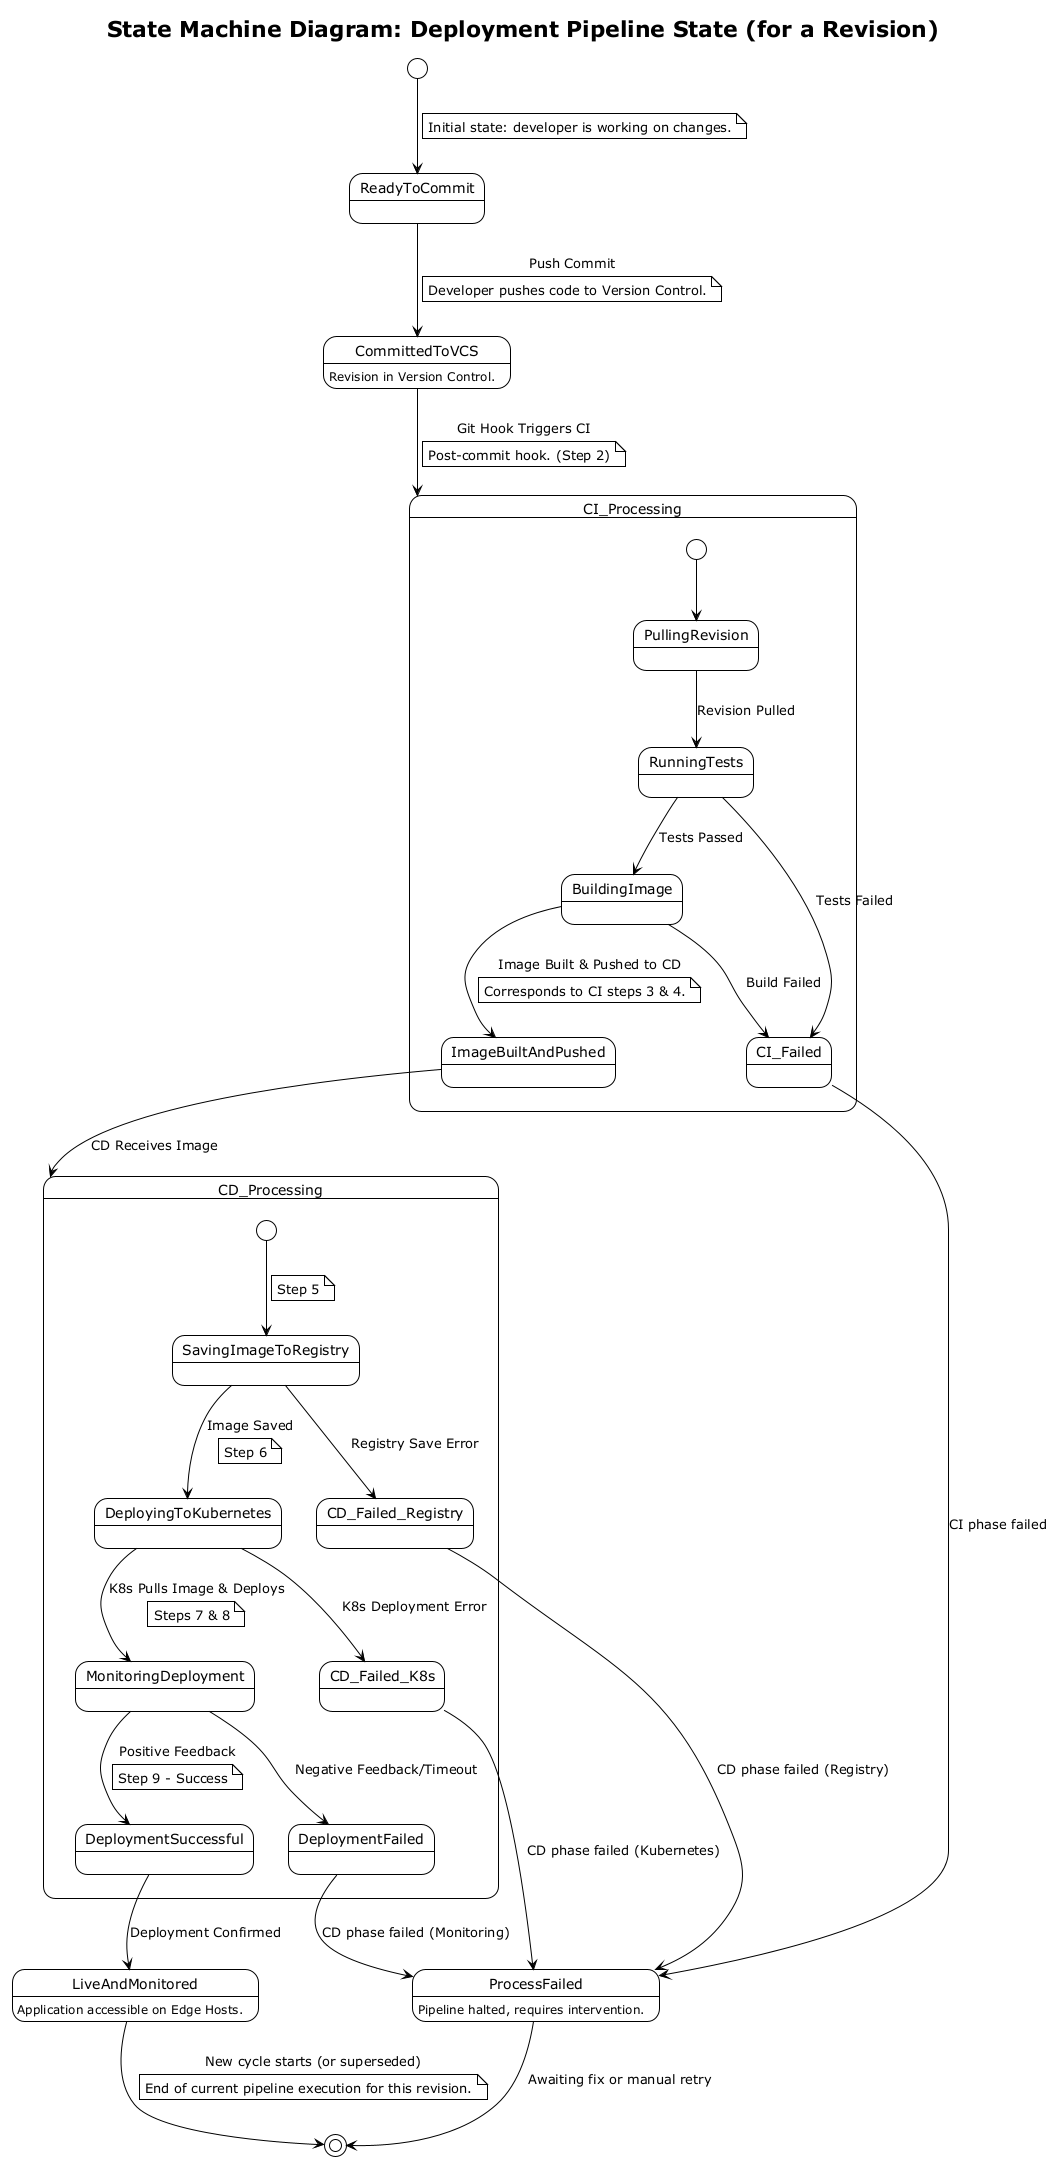 State Machine Diagram: Deployment Pipeline State (for a Revision)
Initial state: developer is working on changes.
ReadyToCommit
Push Commit
Developer pushes code to Version Control.
CommittedToVCS
Revision in Version Control.
Git Hook Triggers CI
Post-commit hook. (Step 2)
CI_Processing
PullingRevision
Revision Pulled
RunningTests
Tests Passed
BuildingImage
Tests Failed
Image Built & Pushed to CD
Corresponds to CI steps 3 & 4.
Build Failed
ImageBuiltAndPushed
CI_Failed
CD Receives Image
CD_Processing
Step 5
SavingImageToRegistry
Image Saved
Step 6
Registry Save Error
DeployingToKubernetes
CD_Failed_Registry
CI phase failed
K8s Pulls Image & Deploys
Steps 7 & 8
K8s Deployment Error
MonitoringDeployment
CD_Failed_K8s
Positive Feedback
Step 9 - Success
Negative Feedback/Timeout
CD phase failed (Registry)
DeploymentSuccessful
DeploymentFailed
CD phase failed (Kubernetes)
Deployment Confirmed
CD phase failed (Monitoring)
LiveAndMonitored
Application accessible on Edge Hosts.
ProcessFailed
Pipeline halted, requires intervention.
New cycle starts (or superseded)
End of current pipeline execution for this revision.
Awaiting fix or manual retry